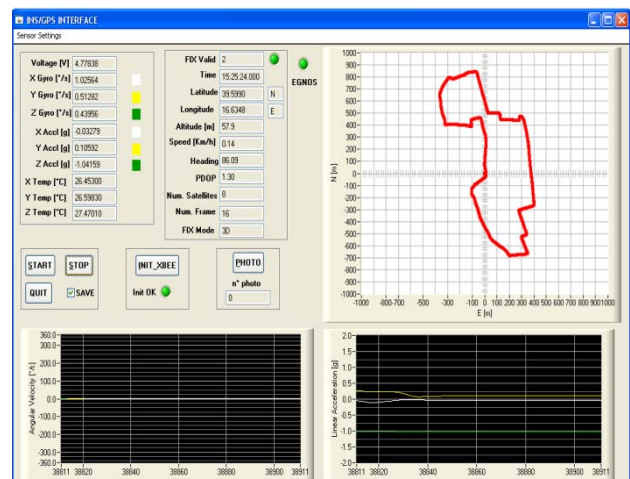 INS/GPS INTERFACE
Sensor Settings
Voltage [V] 4.77838
X Gyro [°/s] 1.02564
Y Gyro [°/s] 0.51282
Z Gyro [°/s] 0.43956
X Accl [g] -0.03279
Y Accl [g] 0.10592
Z Accl [g] -1.04159
X Temp [°C] 26.45300
Y Temp [°C] 26.59830
Z Temp [°C] 27.47010
FIX Valid 2
Time 15:25:24.000
Latitude 39.5990 N
Longitude 16.6348 E
Altitude [m] 57.9
Speed [Km/h] 0.14
Heading 86.09
PDOP 1.30
Num. Satellites 8
Num. Frame 16
FIX Mode 3D
EGNOS
START STOP
QUIT SAVE
INIT_XBEE
Init OK
PHOTO
n° photo
0
N [m]
1000
900
800
700
600
500
400
300
200
100
0
-100
-200
-300
-400
-500
-600
-700
-800
-900
-1000
-1000 -800 -700 -500 -300 -100 0 100 200 300 400 500 600 700 800 900 1000
E [m]
Angular Velocity [°/s]
360.0
300.0
200.0
100.0
0.0
-100.0
-200.0
-300.0
-360.0
38811 38820 38840 38860 38880 38900 38911
Linear Acceleration [g]
2.0
1.5
1.0
0.5
0.0
-0.5
-1.0
-1.5
-2.0
38811 38820 38840 38860 38880 38900 38911